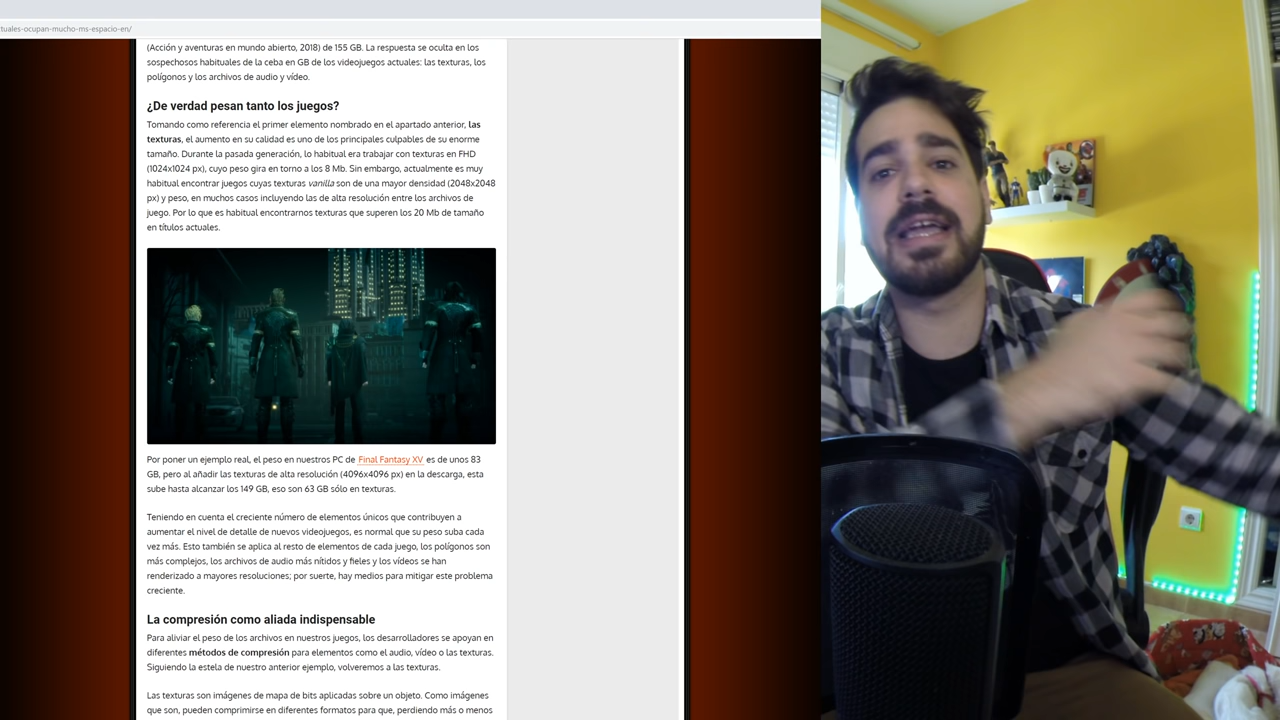 tuales-ocupan-mucho-ms-espacio-en/
(Acción y aventuras en mundo abierto, 2018) de 155 GB. La respuesta se oculta en los
sospechosos habituales de la ceba en GB de los videojuegos actuales: las texturas, los
polígonos y los archivos de audio y vídeo.
¿De verdad pesan tanto los juegos?
Tomando como referencia el primer elemento nombrado en el apartado anterior, las
texturas, el aumento en su calidad es uno de los principales culpables de su enorme
tamaño. Durante la pasada generación, lo habitual era trabajar con texturas en FHD
(1024x1024 px), cuyo peso gira en torno a los 8 Mb. Sin embargo, actualmente es muy
habitual encontrar juegos cuyas texturas vanilla son de una mayor densidad (2048x2048
px) y peso, en muchos casos incluyendo las de alta resolución entre los archivos de
juego. Por lo que es habitual encontrarnos texturas que superen los 20 Mb de tamaño
en títulos actuales.
Por poner un ejemplo real, el peso en nuestros PC de Final Fantasy XV es de unos 83
GB, pero al añadir las texturas de alta resolución (4096x4096 px) en la descarga, esta
sube hasta alcanzar los 149 GB, eso son 63 GB sólo en texturas.
Teniendo en cuenta el creciente número de elementos únicos que contribuyen a
aumentar el nivel de detalle de nuevos videojuegos, es normal que su peso suba cada
vez más. Esto también se aplica al resto de elementos de cada juego, los polígonos son
más complejos, los archivos de audio más nítidos y fieles y los vídeos se han
renderizado a mayores resoluciones; por suerte, hay medios para mitigar este problema
creciente.
La compresión como aliada indispensable
Para aliviar el peso de los archivos en nuestros juegos, los desarrolladores se apoyan en
diferentes métodos de compresión para elementos como el audio, vídeo o las texturas.
Siguiendo la estela de nuestro anterior ejemplo, volveremos a las texturas.
Las texturas son imágenes de mapa de bits aplicadas sobre un objeto. Como imágenes
que son, pueden comprimirse en diferentes formatos para que, perdiendo más o menos